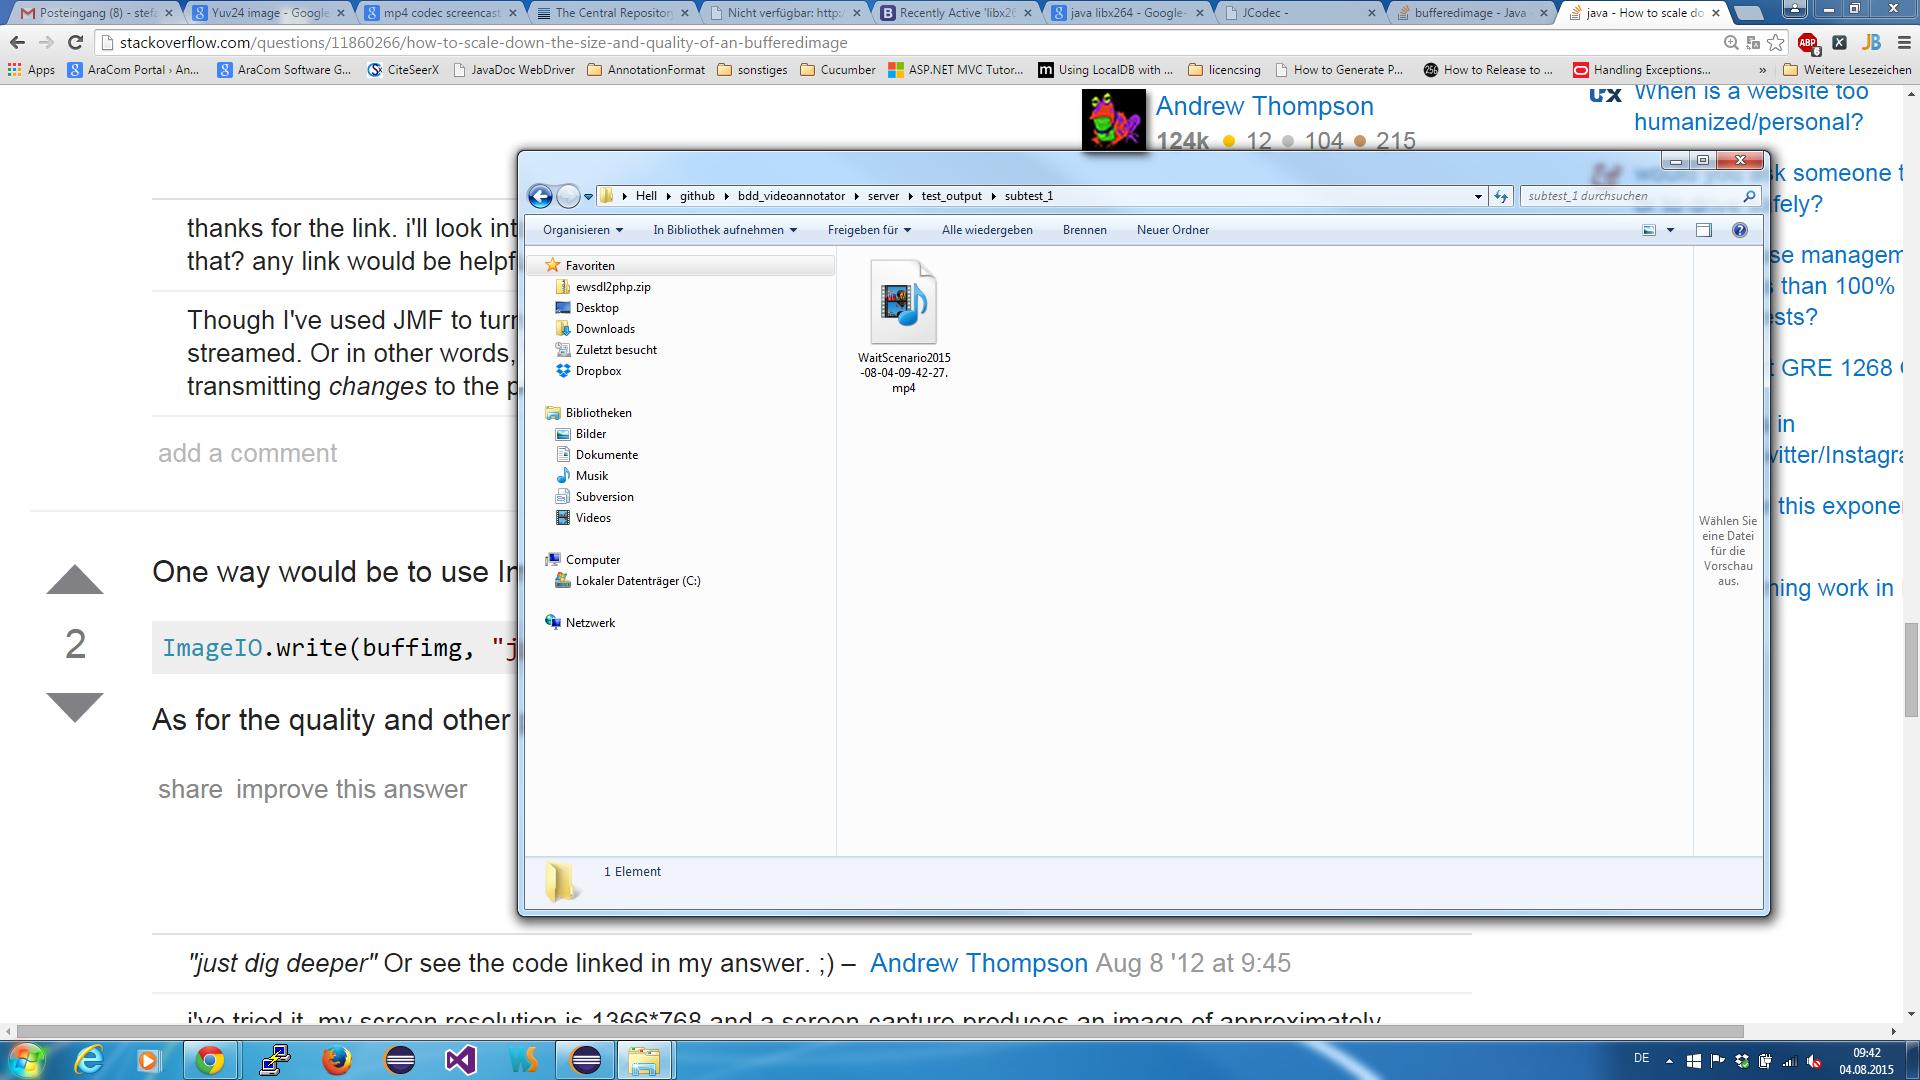 Posteingang (8) - stefa
Yuv24 image - Google
mp4 codec screencast
The Central Repository
Nicht verfügbar: http:/
Recently Active 'libx26
java libx264 - Google-
JCodec -
bufferedimage - Java -
java - How to scale do
stackoverflow.com/questions/11860266/how-to-scale-down-the-size-and-quality-of-an-bufferedimage
ABP
6
JB
Apps
AraCom Portal › An...
AraCom Software G...
CiteSeerX
JavaDoc WebDriver
AnnotationFormat
sonstiges
Cucumber
ASP.NET MVC Tutor...
Using LocalDB with ...
licencsing
How to Generate P...
How to Release to ...
Handling Exceptions...
»
Weitere Lesezeichen
Andrew Thompson
124k 12 104 215
When is a website too
humanized/personal?
k someone t
fely?
se managem
than 100%
ests?
GRE 1268
in
itter/Instagra
this exponer
ning work in
thanks for the link. i'll look int
that? any link would be helpf
Though I've used JMF to turn
streamed. Or in other words,
transmitting changes to the p
add a comment
2
One way would be to use Im
ImageIO.write(buffimg, "j
As for the quality and other
share improve this answer
"just dig deeper" Or see the code linked in my answer. ;) – Andrew Thompson Aug 8 '12 at 9:45
i've tried it. my screen resolution is 1366*768 and a screen capture produces an image of approximately
Hell
github
bdd_videoannotator
server
test_output
subtest_1
subtest_1 durchsuchen
Organisieren
In Bibliothek aufnehmen
Freigeben für
Alle wiedergeben
Brennen
Neuer Ordner
Favoriten
ewsdl2php.zip
Desktop
Downloads
Zuletzt besucht
Dropbox
Bibliotheken
Bilder
Dokumente
Musik
Subversion
Videos
Computer
Lokaler Datenträger (C:)
Netzwerk
WaitScenario2015
-08-04-09-42-27.
mp4
Wählen Sie
eine Datei
für die
Vorschau
aus.
1 Element
DE
09:42
04.08.2015